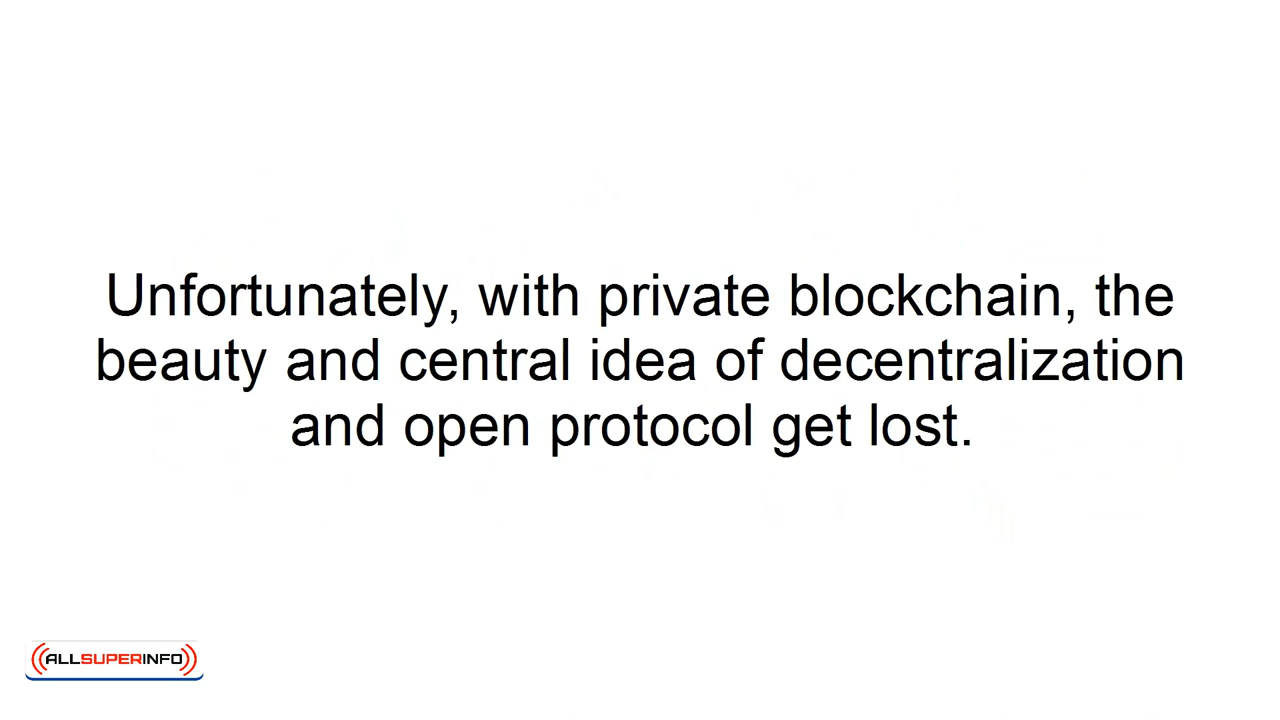 Unfortunately, with private blockchain, the
beauty and central idea of decentralization
and open protocol get lost.
ALLSUPERINFO